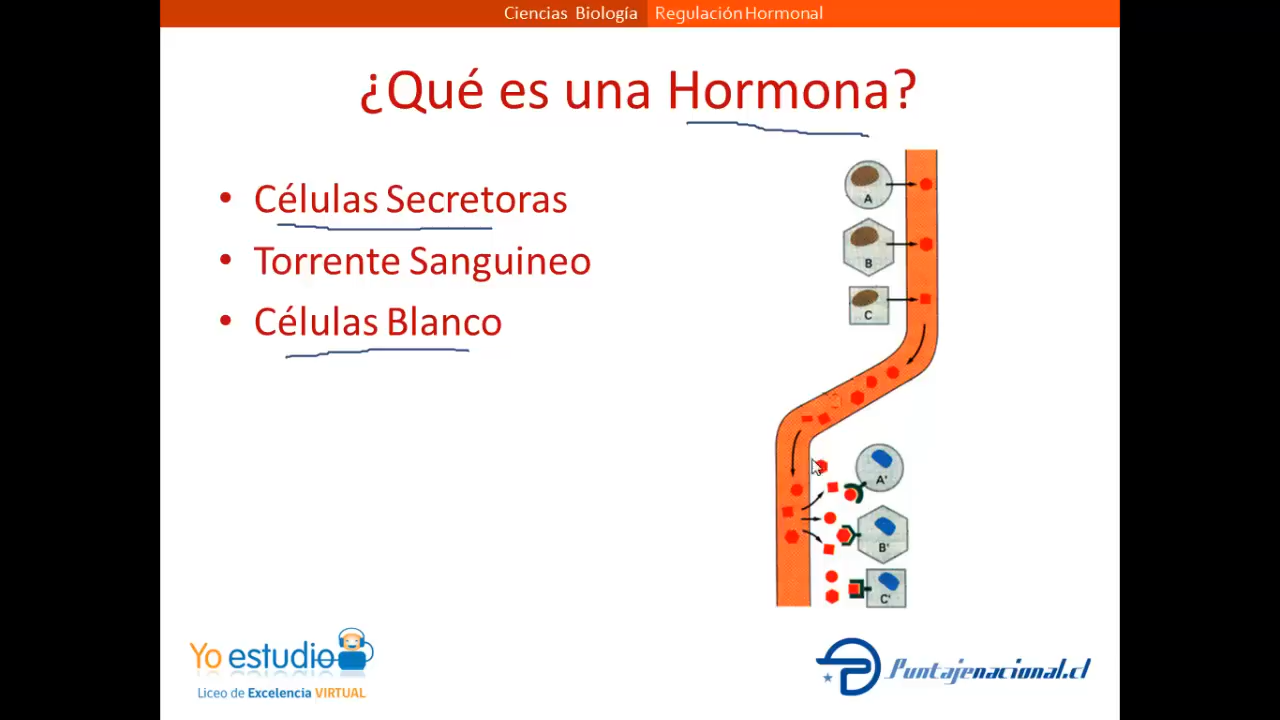 Ciencias Biología Regulación Hormonal
¿Qué es una Hormona?
• Células Secretoras
• Torrente Sanguineo
• Células Blanco
A
B
C
A'
B'
C'
Yo estudio
Liceo de Excelencia VIRTUAL
Puntajenacional.cl